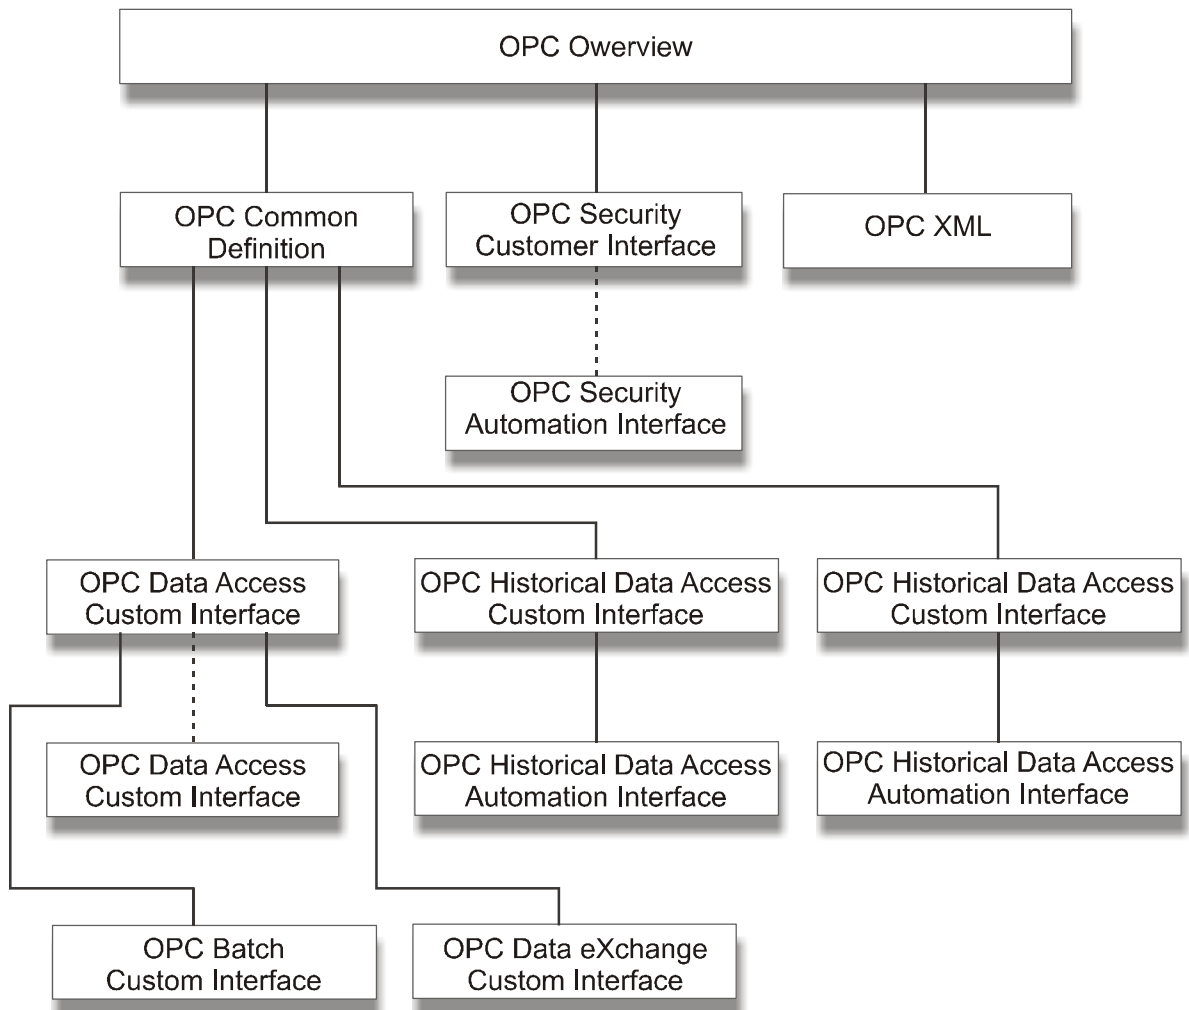 OPC Owerview
OPC Common
Definition
OPC Security
Customer Interface
OPC XML
OPC Security
Automation Interface
OPC Data Access
Custom Interface
OPC Historical Data Access
Custom Interface
OPC Historical Data Access
Custom Interface
OPC Data Access
Custom Interface
OPC Historical Data Access
Automation Interface
OPC Historical Data Access
Automation Interface
OPC Batch
Custom Interface
OPC Data eXchange
Custom Interface